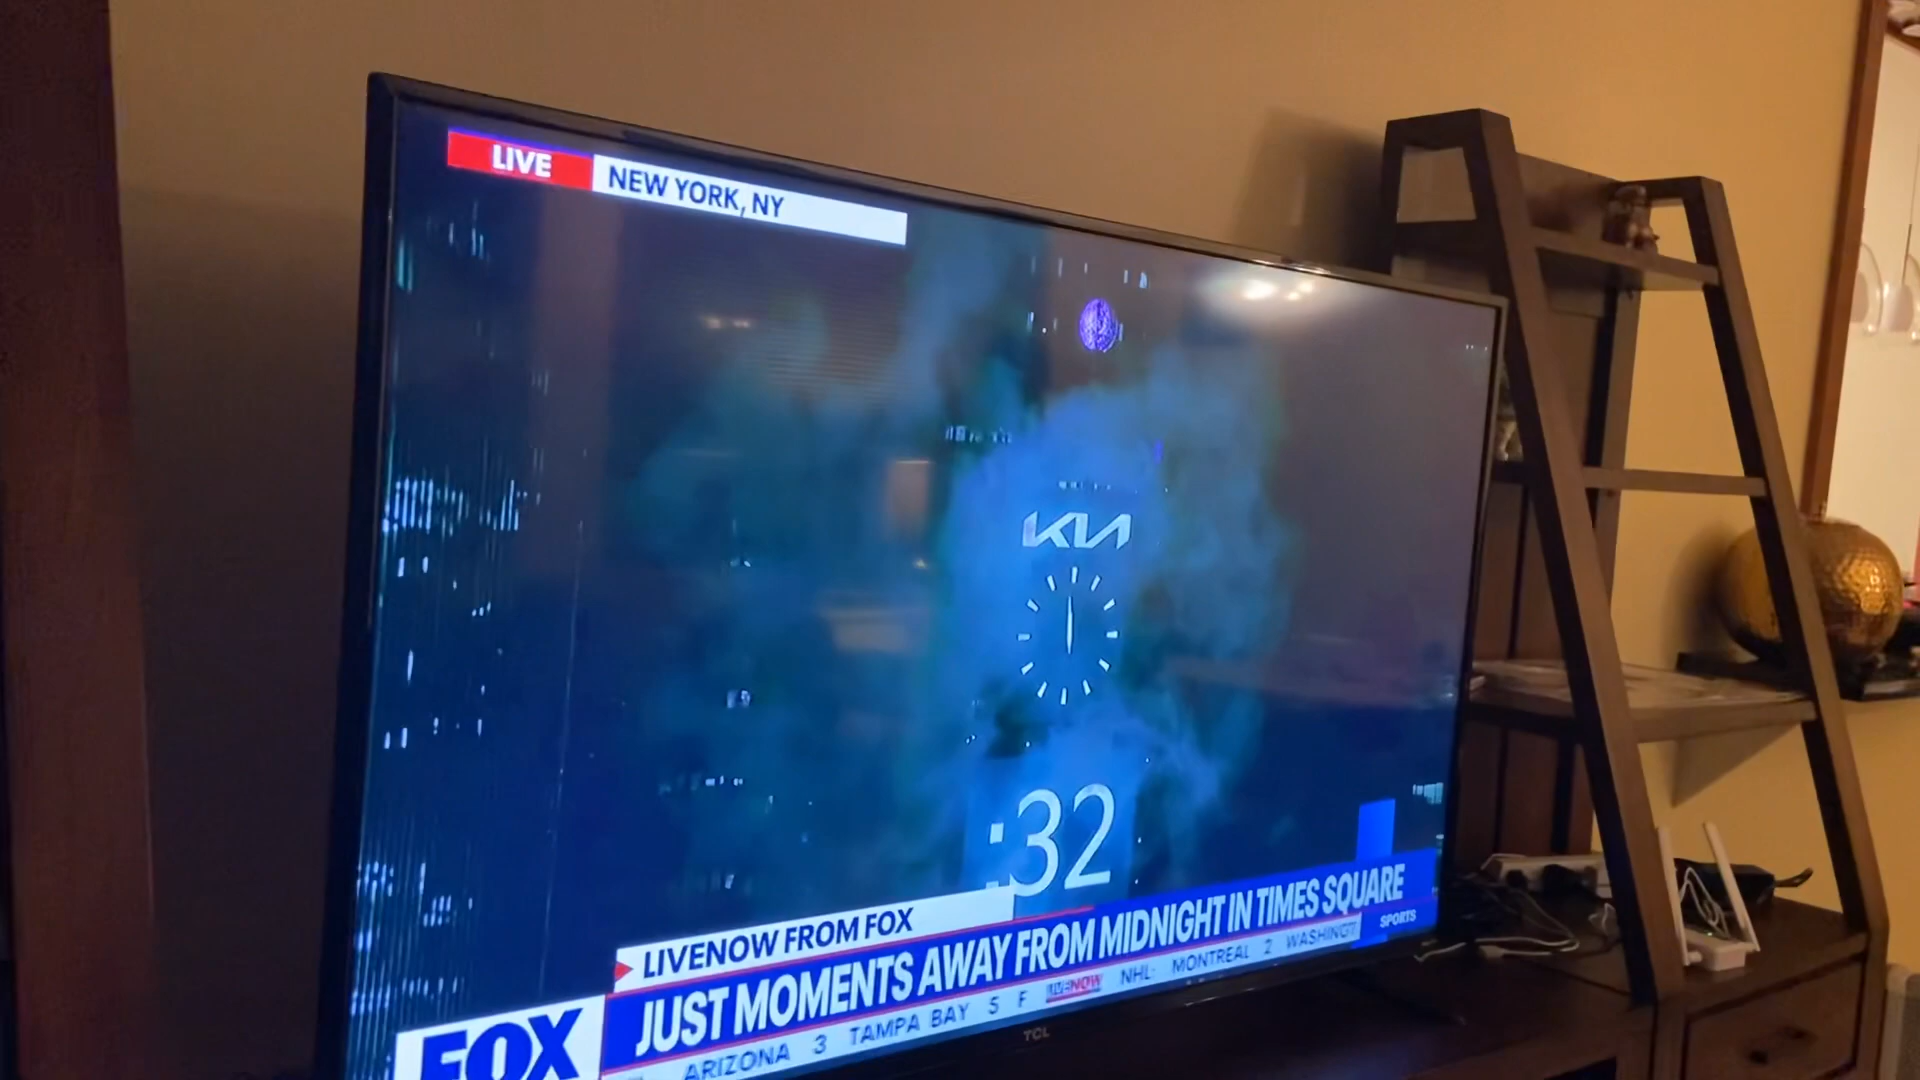 LIVE
NEW YORK, NY
KIA
:32
LIVENOW FROM FOX
JUST MOMENTS AWAY FROM MIDNIGHT IN TIMES SQUARE
SPORTS
ARIZONA 3 TAMPA BAY 5 F LIVENOW NHL: MONTREAL 2
FOX
TCL